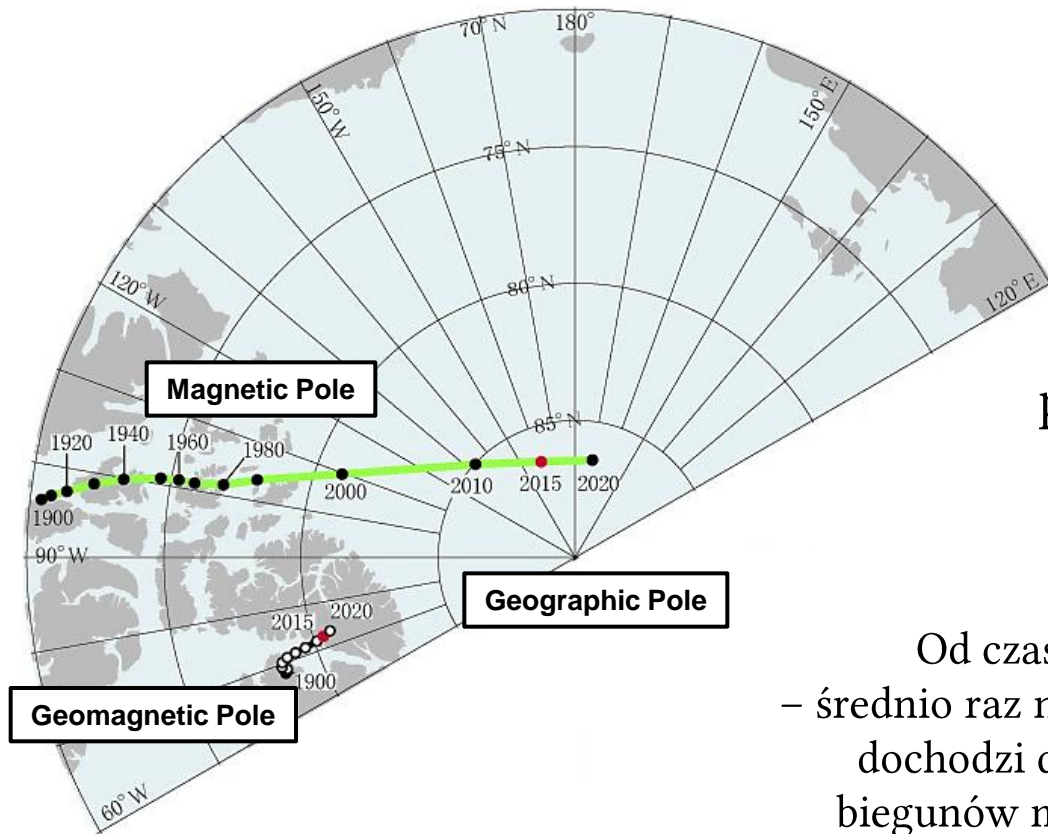 70° N
180°
150° W
150° E
75° N
120° W
80° N
120° E
Magnetic Pole
85° N
1920
1940
1960
1980
1900
2000
2010
2015
2020
90° W
Geographic Pole
2015
2020
1900
Geomagnetic Pole
60° W
Od czas
– średnio raz n
dochodzi
biegunów